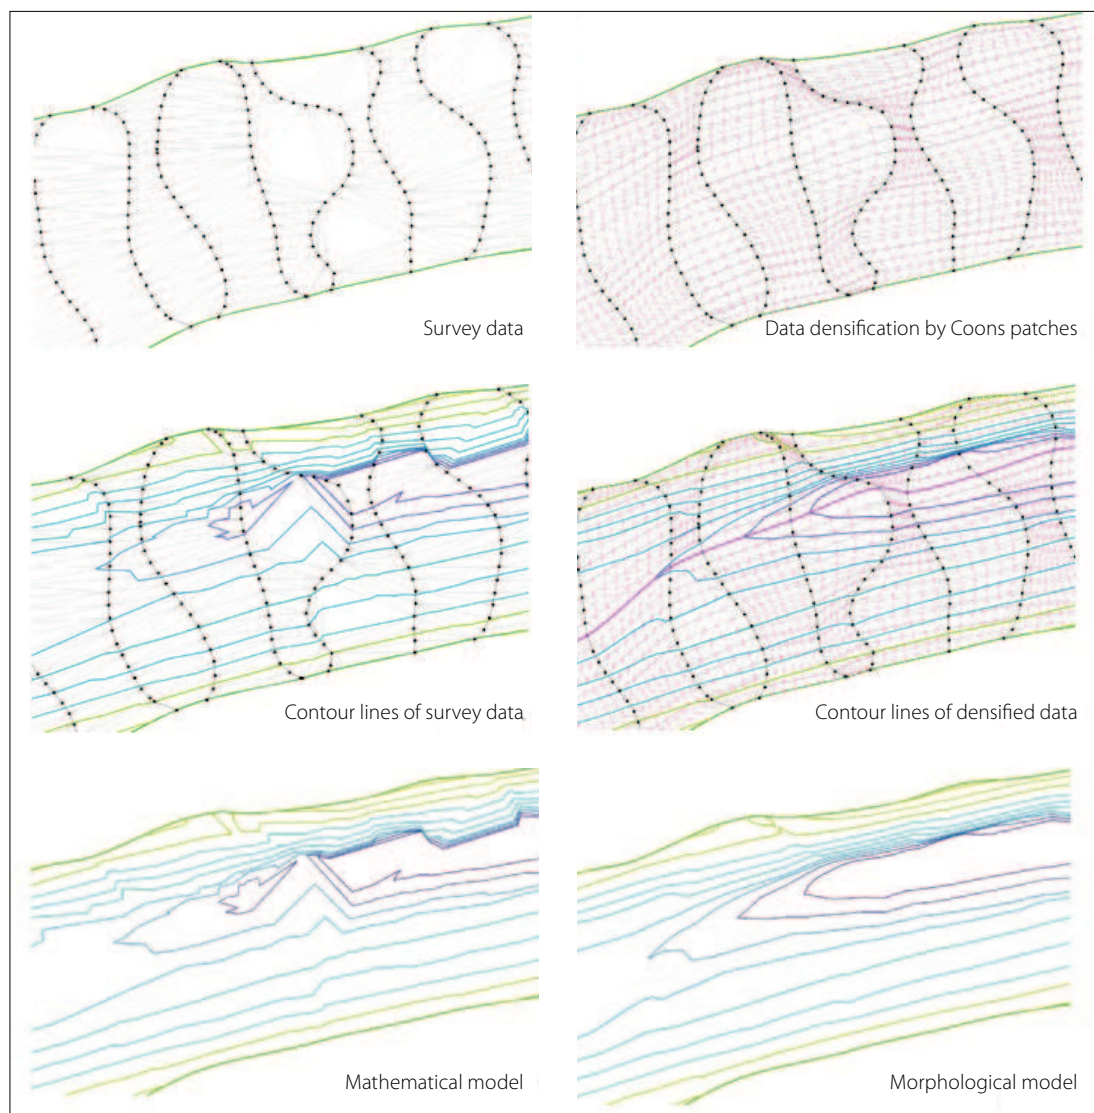 Survey data
Data densification by Coons patches
Contour lines of survey data
Contour lines of densified data
Mathematical model
Morphological model